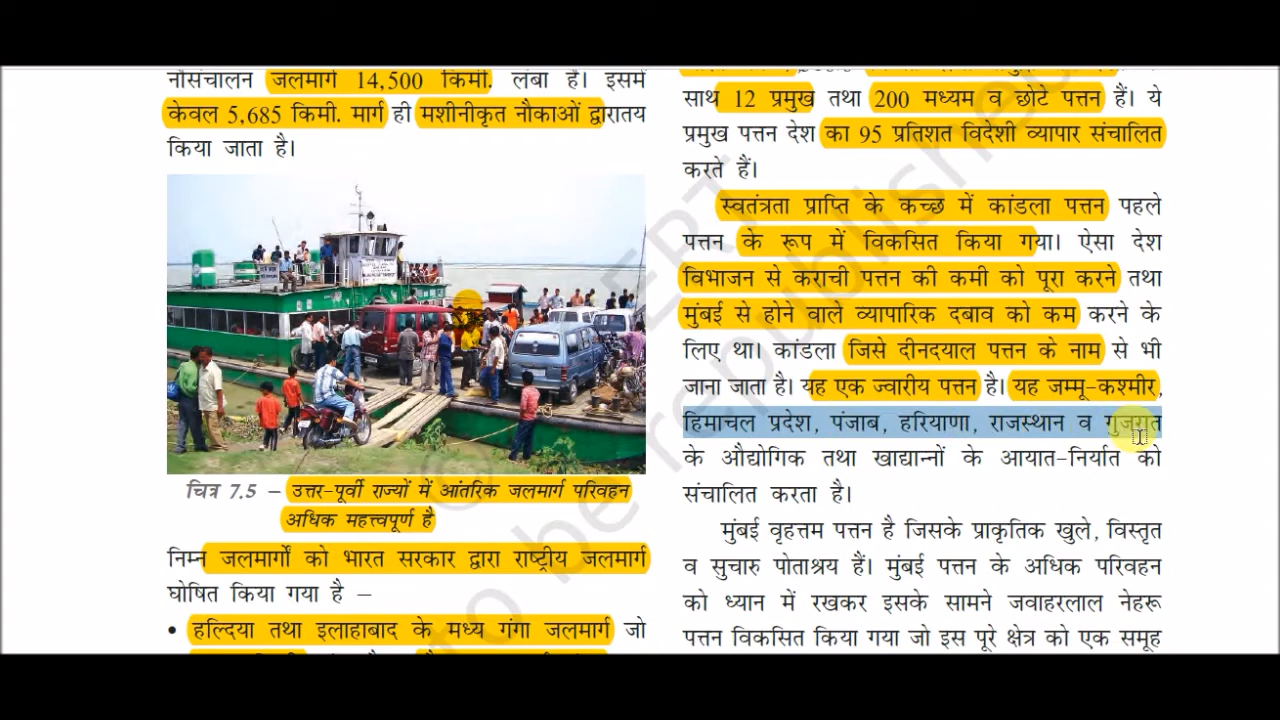 नौसंचालन जलमार्ग 14,500 किमी. लंबा है। इसमें
केवल 5,685 किमी. मार्ग ही मशीनीकृत नौकाओं द्वारातय
किया जाता है।
चित्र 7.5 – उत्तर-पूर्वी राज्यों में आंतरिक जलमार्ग परिवहन
अधिक महत्त्वपूर्ण है
निम्न जलमार्गों को भारत सरकार द्वारा राष्ट्रीय जलमार्ग
घोषित किया गया है –
• हल्दिया तथा इलाहाबाद के मध्य गंगा जलमार्ग जो
साथ 12 प्रमुख तथा 200 मध्यम व छोटे पत्तन हैं। ये
प्रमुख पत्तन देश का 95 प्रतिशत विदेशी व्यापार संचालित
करते हैं।
स्वतंत्रता प्राप्ति के कच्छ में कांडला पत्तन पहले
पत्तन के रूप में विकसित किया गया। ऐसा देश
विभाजन से कराची पत्तन की कमी को पूरा करने तथा
मुंबई से होने वाले व्यापारिक दबाव को कम करने के
लिए था। कांडला जिसे दीनदयाल पत्तन के नाम से भी
जाना जाता है। यह एक ज्वारीय पत्तन है। यह जम्मू-कश्मीर,
हिमाचल प्रदेश, पंजाब, हरियाणा, राजस्थान व गुजरात
के औद्योगिक तथा खाद्यान्नों के आयात-निर्यात को
संचालित करता है।
मुंबई वृहत्तम पत्तन है जिसके प्राकृतिक खुले, विस्तृत
व सुचारु पोताश्रय हैं। मुंबई पत्तन के अधिक परिवहन
को ध्यान में रखकर इसके सामने जवाहरलाल नेहरू
पत्तन विकसित किया गया जो इस पूरे क्षेत्र को एक समूह